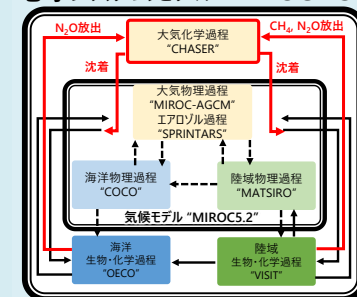 N₂O放出
CH₄, N₂O放出
大気化学過程
"CHASER"
沈着
沈着
大気物理過程
"MIROC-AGCM"
エアロゾル過程
"SPRINTARS"
海洋物理過程
"COCO"
陸域物理過程
"MATSIRO"
気候モデル "MIROC5.2"
海洋
生物・化学過程
"OECO"
陸域
生物・化学過程
"VISIT"